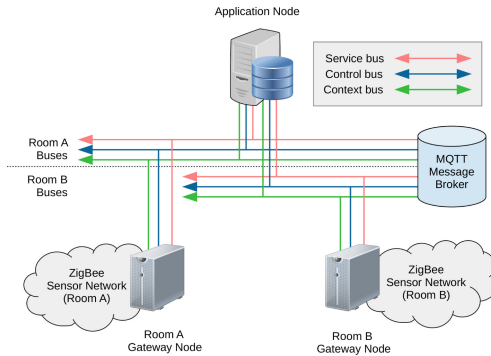 Application Node
Service bus
Control bus
Context bus
Room A
Buses
Room B
Buses
MQTT
Message
Broker
ZigBee
Sensor Network
(Room A)
ZigBee
Sensor Network
(Room B)
Room A
Gateway Node
Room B
Gateway Node